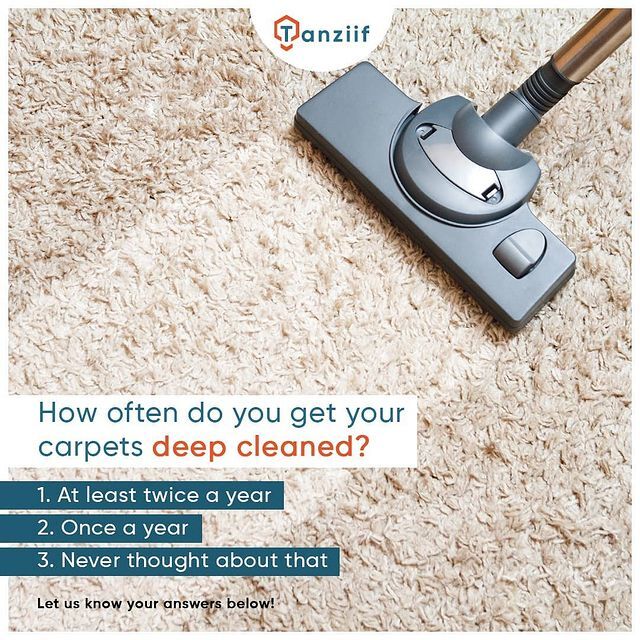 Tanziif
How often do you get your
carpets deep cleaned?
1. At least twice a year
2. Once a year
3. Never thought about that
Let us know your answers below!